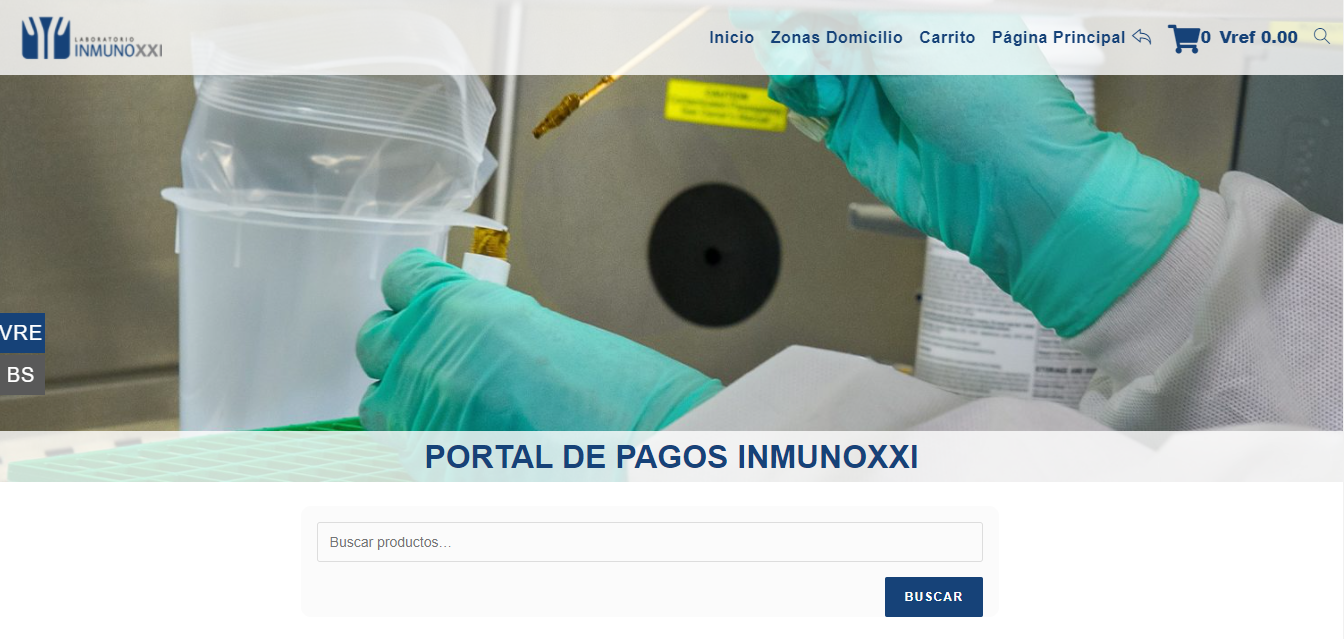 LABORATORIO
INMUNOXXI
Inicio Zonas Domicilio Carrito Página Principal 0 Vref 0.00
CAUTION
VRE
BS
PORTAL DE PAGOS INMUNOXXI
Buscar productos…
BUSCAR